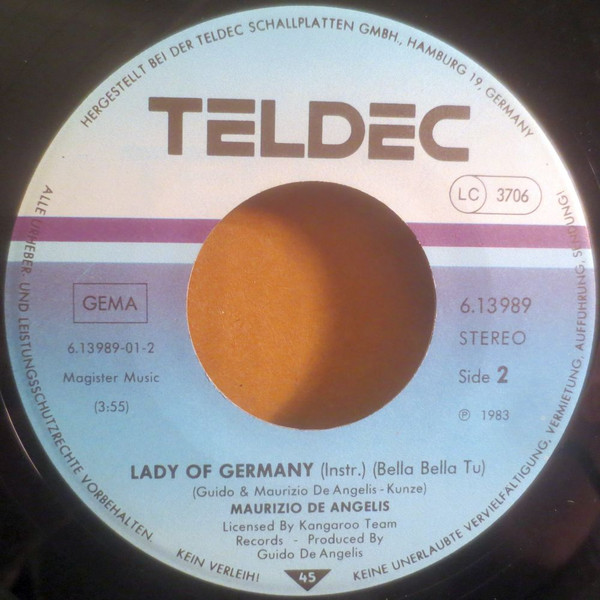 HERGESTELLT BEI DER TELDEC SCHALLPLATTEN GMBH., HAMBURG 19, GERMANY
TELDEC
LC 3706
GEMA
6.13989-01-2
Magister Music
(3:55)
6.13989
STEREO
Side 2
℗ 1983
LADY OF GERMANY (Instr.) (Bella Bella Tu)
(Guido & Maurizio De Angelis - Kunze)
MAURIZIO DE ANGELIS
Licensed By Kangaroo Team
Records - Produced By
Guido De Angelis
45
ALLE URHEBER. UND LEISTUNGSSCHUTZRECHTE VORBEHALTEN.
KEIN VERLEIH!
KEINE UNERLAUBTE VERVIELFÄLTIGUNG, VERMIETUNG, AUFFÜHRUNG, SENDUNG!